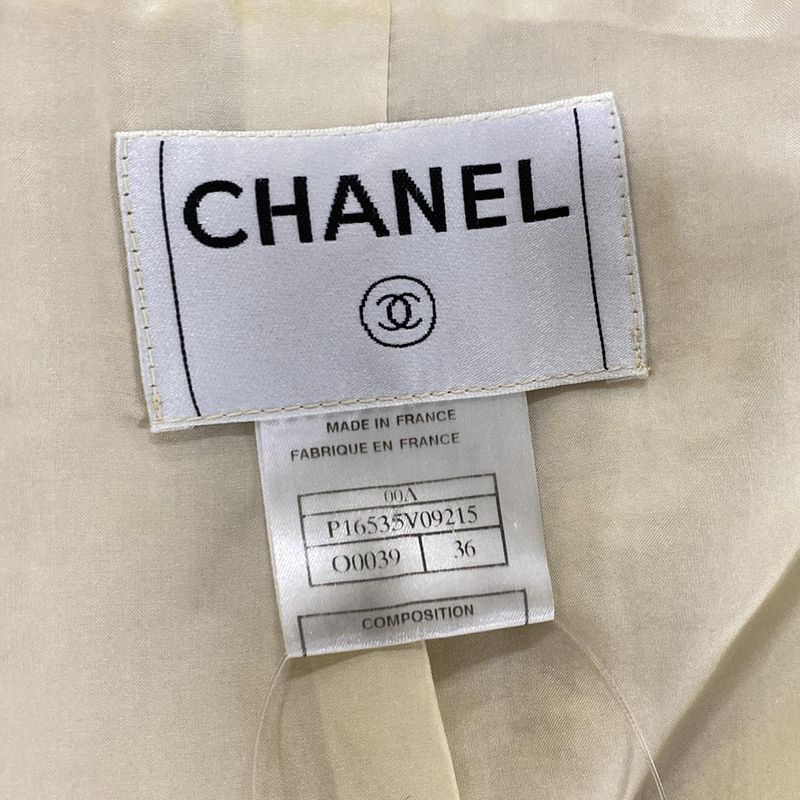 CHANEL
MADE IN FRANCE
FABRIQUE EN FRANCE
00A
P16535V09215
O0039 36
COMPOSITION